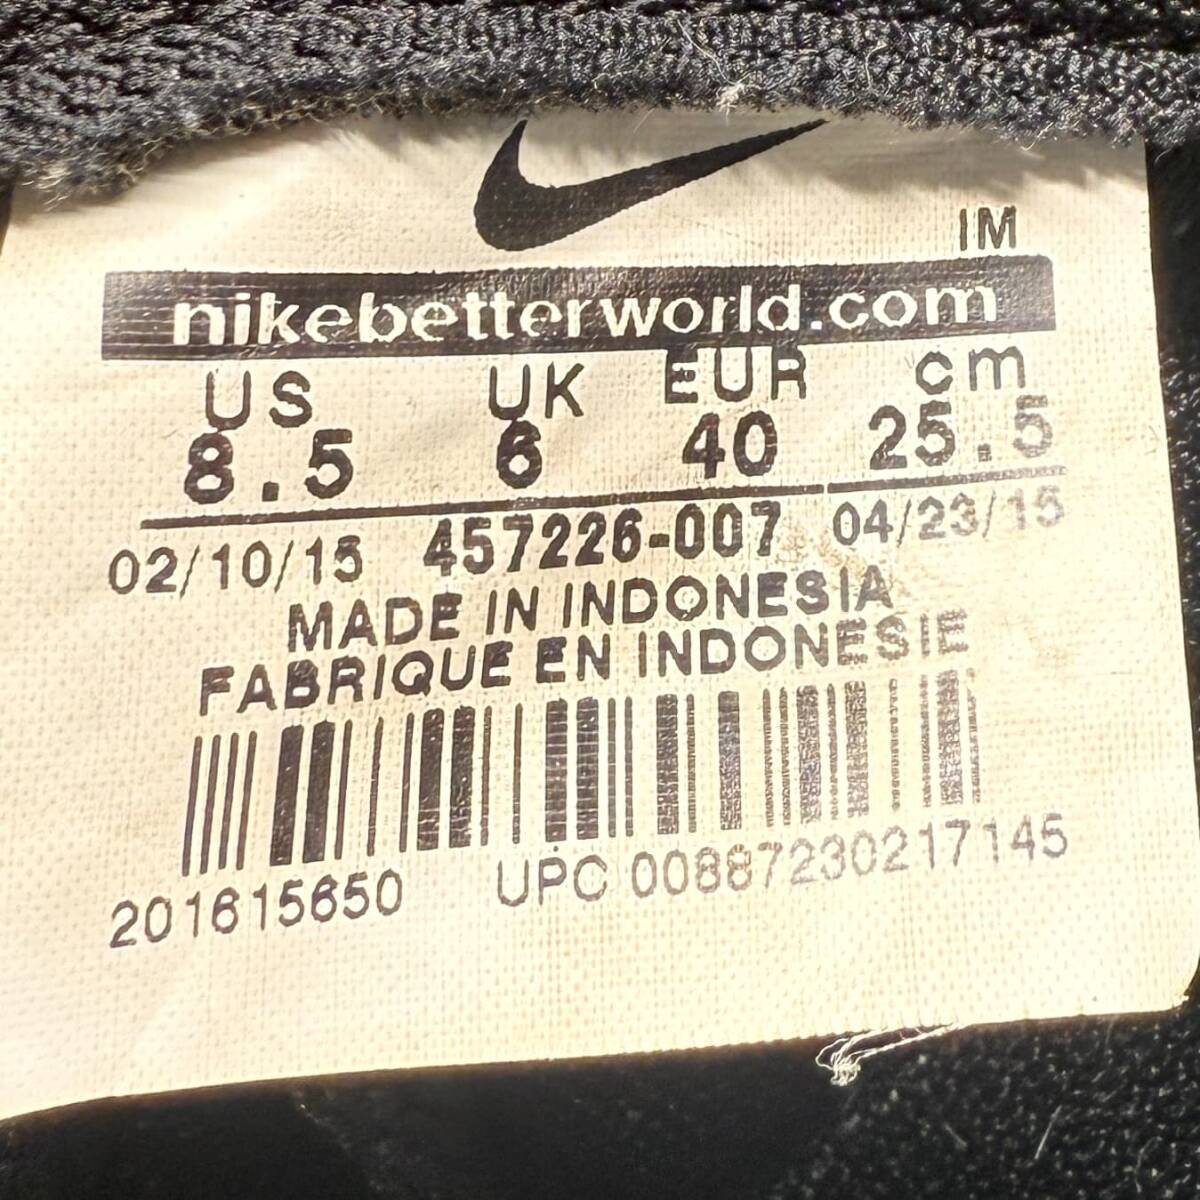 IM
nikebetterworld.com
US UK EUR cm
8.5 6 40 25.5
02/10/15 457226-007 04/23/15
MADE IN INDONESIA
FABRIQUE EN INDONESIE
201615650 UPC 00887230217145